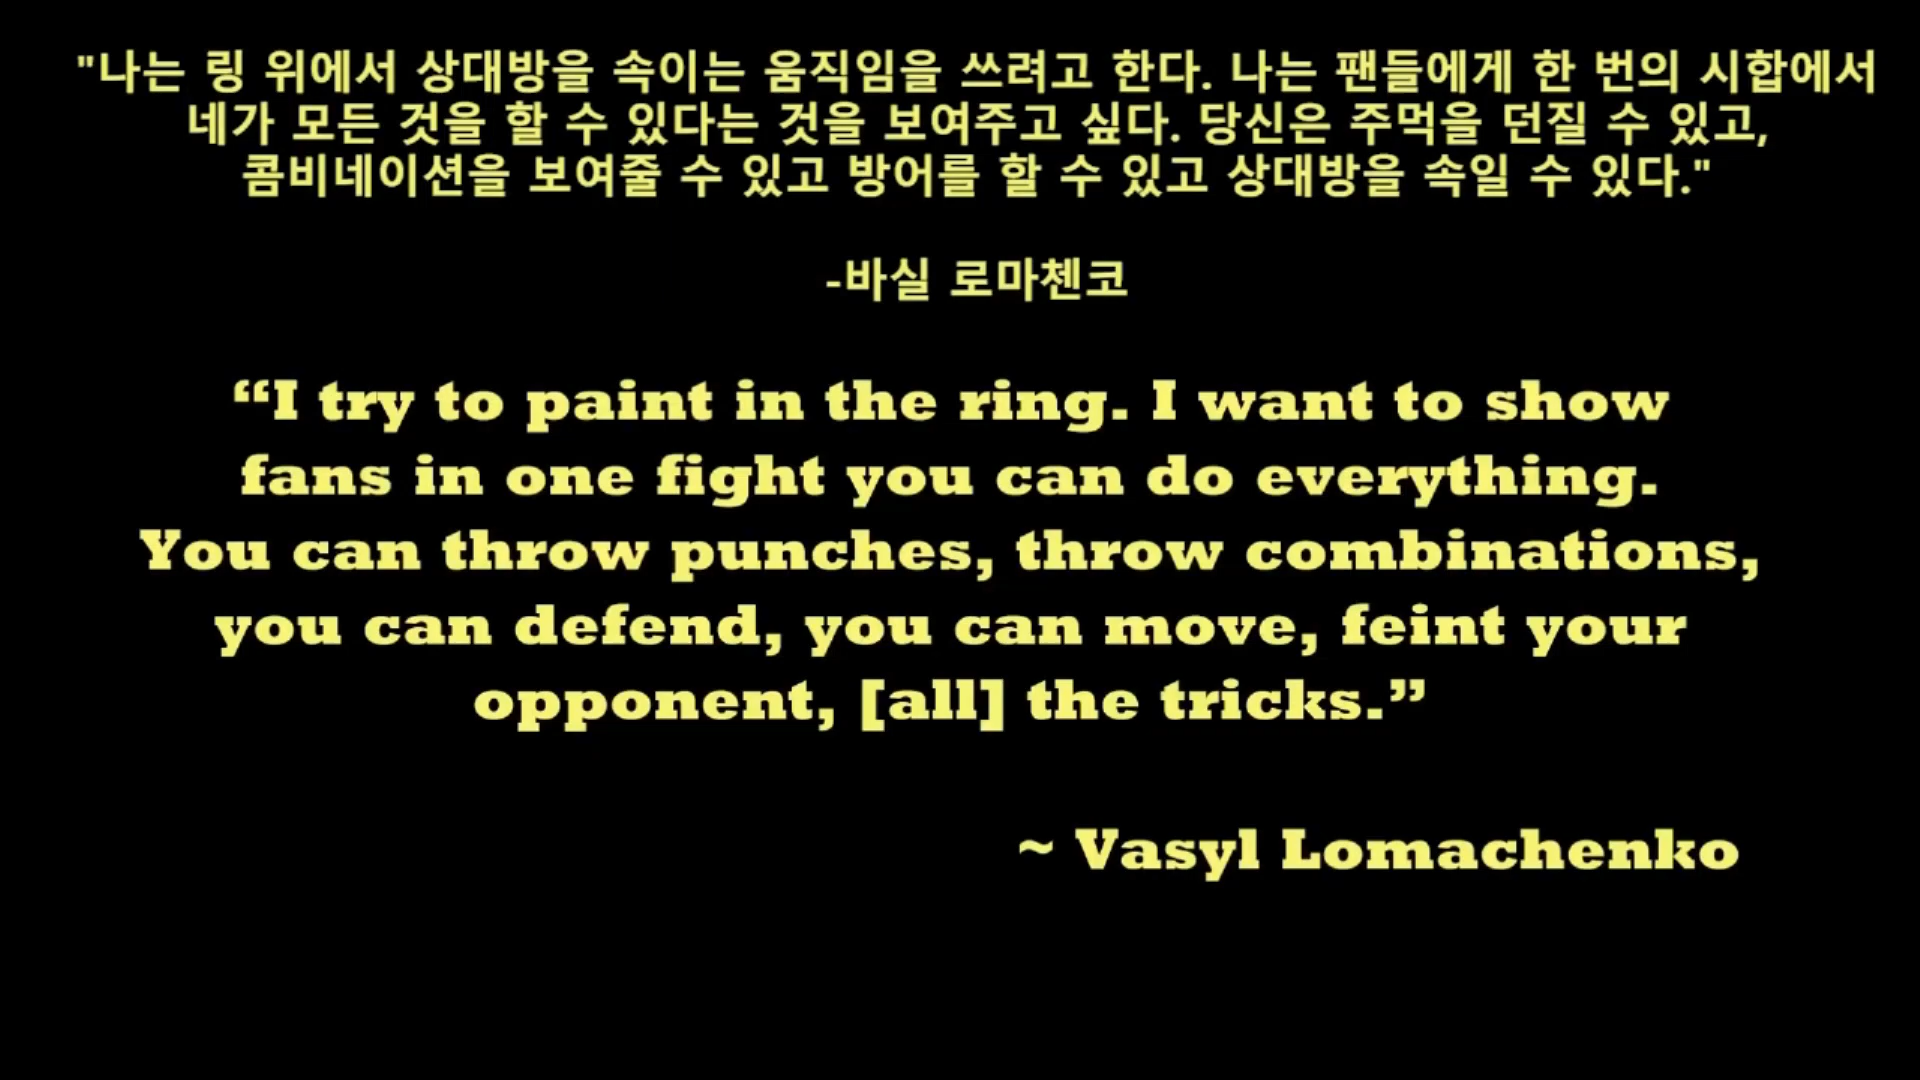 "나는 링 위에서 상대방을 속이는 움직임을 쓰려고 한다. 나는 팬들에게 한 번의 시합에서
네가 모든 것을 할 수 있다는 것을 보여주고 싶다. 당신은 주먹을 던질 수 있고,
콤비네이션을 보여줄 수 있고 방어를 할 수 있고 상대방을 속일 수 있다."
-바실 로마첸코
“I try to paint in the ring. I want to show
fans in one fight you can do everything.
You can throw punches, throw combinations,
you can defend, you can move, feint your
opponent, [all] the tricks.”
~ Vasyl Lomachenko